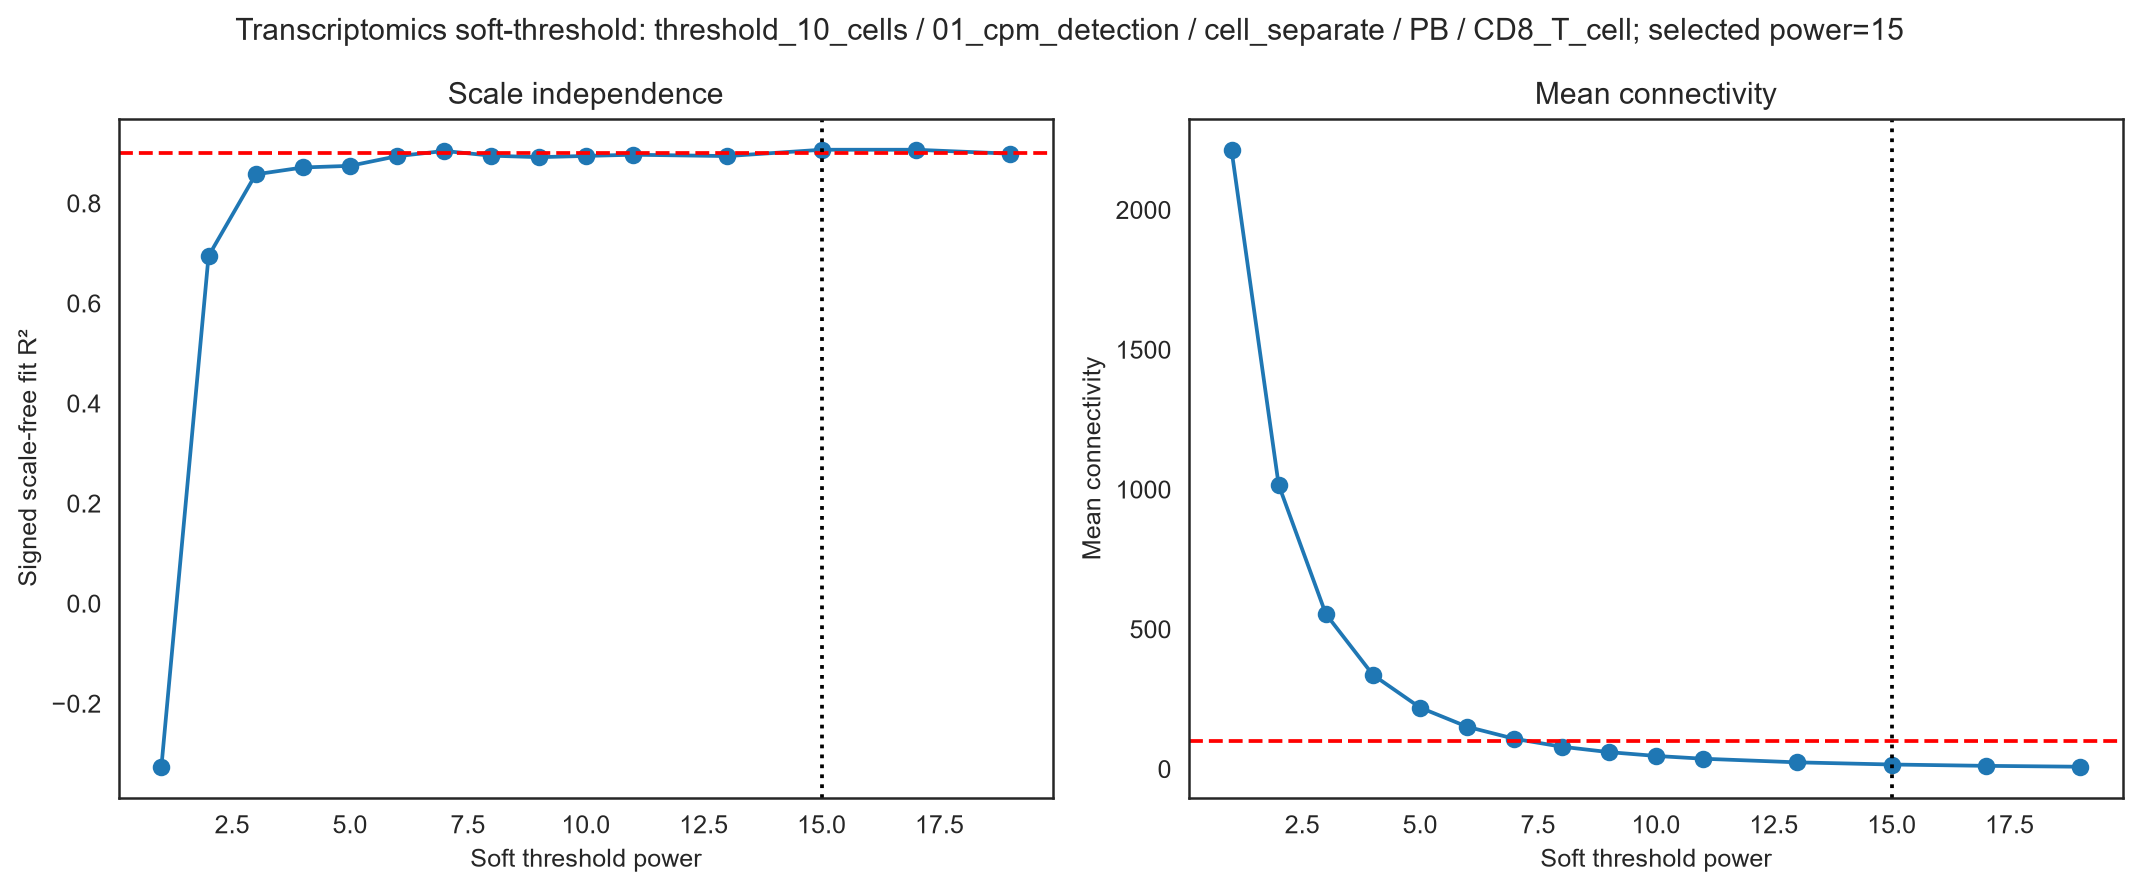 Transcriptomics soft-threshold: threshold_10_cells / 01_cpm_detection / cell_separate / PB / CD8_T_cell; selected power=15
Scale independence
Signed scale-free fit R²
0.8
0.6
0.4
0.2
0.0
−0.2
2.5 5.0 7.5 10.0 12.5 15.0 17.5
Soft threshold power
Mean connectivity
Mean connectivity
2000
1500
1000
500
0
2.5 5.0 7.5 10.0 12.5 15.0 17.5
Soft threshold power